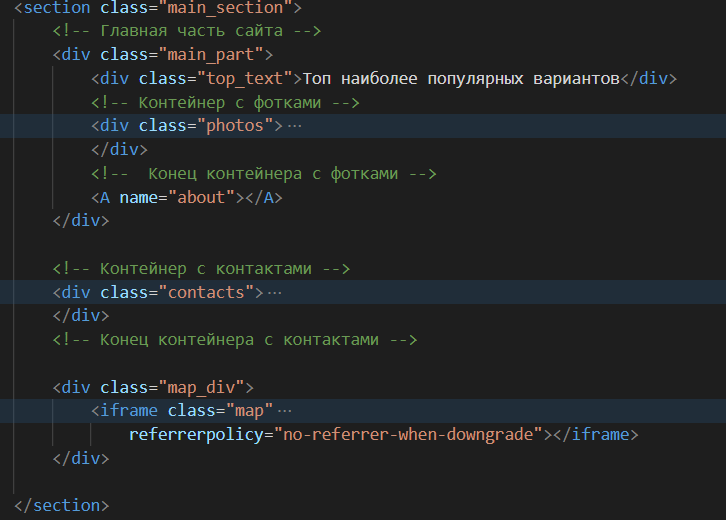 <section class="main_section">
<!-- Главная часть сайта -->
<div class="main_part">
<div class="top_text">Топ наиболее популярных вариантов</div>
<!-- Контейнер с фотками -->
<div class="photos">···
</div>
<!--  Конец контейнера с фотками -->
<A name="about"></A>
</div>
<!-- Контейнер с контактами -->
<div class="contacts">···
</div>
<!-- Конец контейнера с контактами -->
<div class="map_div">
<iframe class="map"···
referrerpolicy="no-referrer-when-downgrade"></iframe>
</div>
</section>